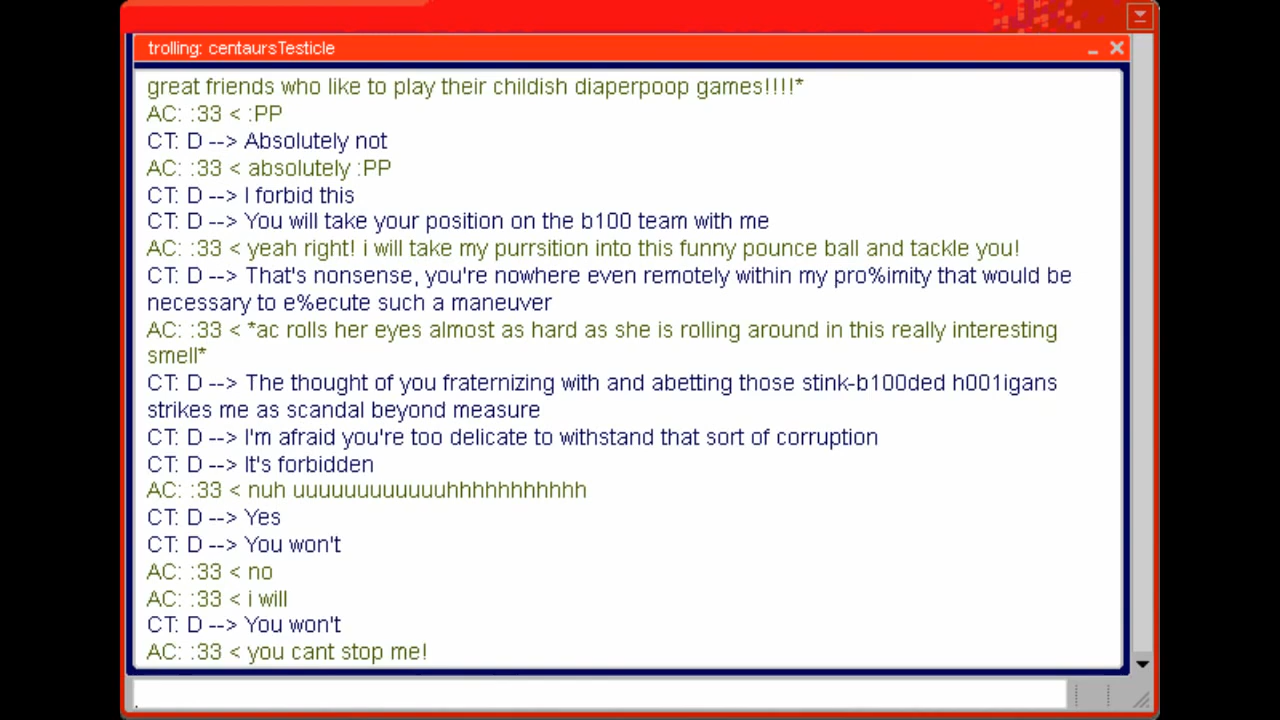 trolling: centaursTesticle
great friends who like to play their childish diaperpoop games!!!!*
AC: :33 < :PP
CT: D --> Absolutely not
AC: :33 < absolutely :PP
CT: D --> I forbid this
CT: D --> You will take your position on the b100 team with me
AC: :33 < yeah right! i will take my purrsition into this funny pounce ball and tackle you!
CT: D --> That's nonsense, you're nowhere even remotely within my pro%imity that would be
necessary to e%ecute such a maneuver
AC: :33 < *ac rolls her eyes almost as hard as she is rolling around in this really interesting
smell*
CT: D --> The thought of you fraternizing with and abetting those stink-b100ded h001igans
strikes me as scandal beyond measure
CT: D --> I'm afraid you're too delicate to withstand that sort of corruption
CT: D --> It's forbidden
AC: :33 < nuh uuuuuuuuuuuuhhhhhhhhhhh
CT: D --> Yes
CT: D --> You won't
AC: :33 < no
AC: :33 < i will
CT: D --> You won't
AC: :33 < you cant stop me!